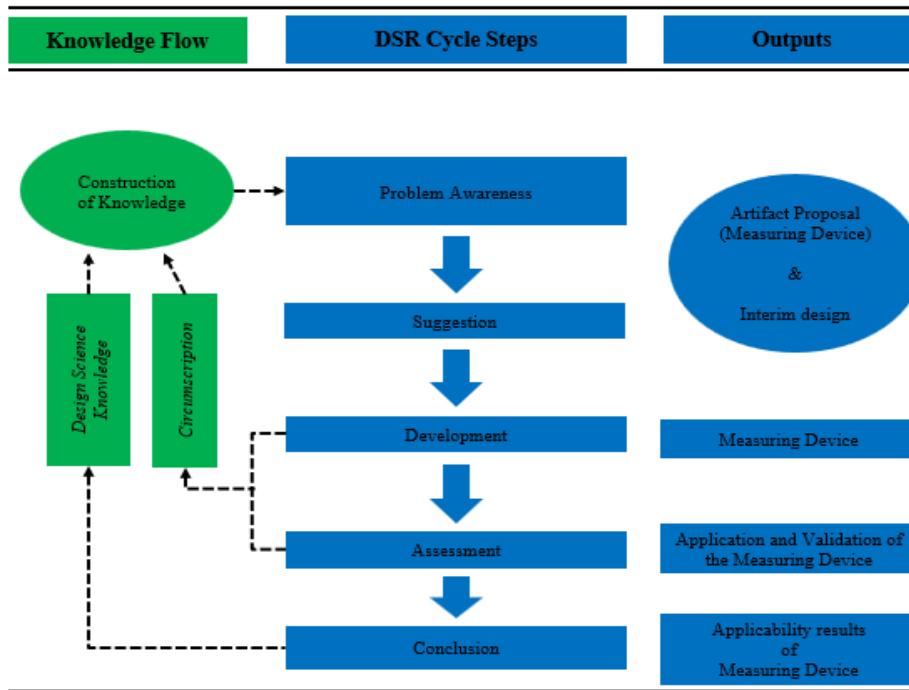 Knowledge Flow
DSR Cycle Steps
Outputs
Construction
of Knowledge
Problem Awareness
Artifact Proposal
(Measuring Device)
&
Interim design
Suggestion
Design Science
Knowledge
Circumscription
Development
Measuring Device
Assessment
Application and Validation of
the Measuring Device
Conclusion
Applicability results
of
Measuring Device